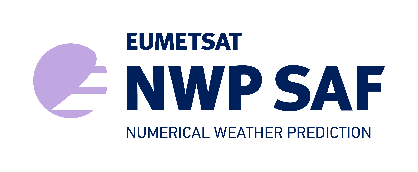 EUMETSAT
NWP SAF
NUMERICAL WEATHER PREDICTION